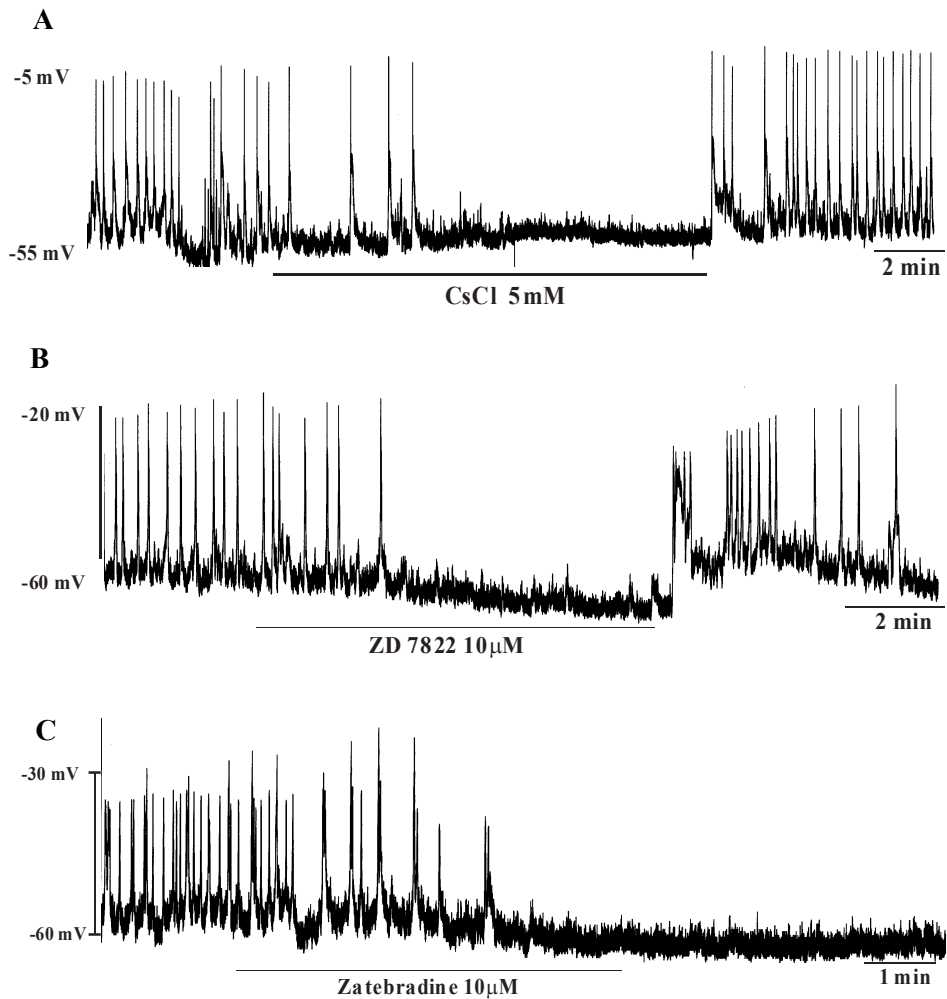 A
-5 mV
-55 mV
2 min
CsCl 5mM
B
-20 mV
-60 mV
2 min
ZD 7822 10μM
C
-30 mV
-60 mV
1 min
Zatebradine 10μM